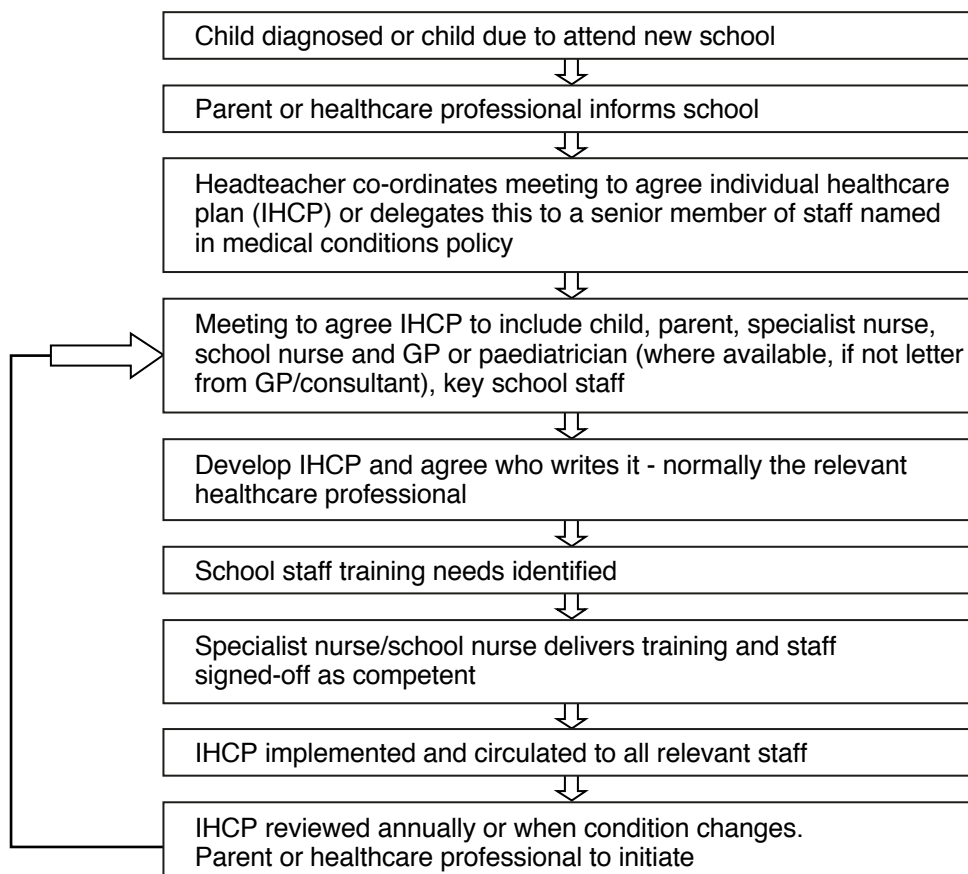 Child diagnosed or child due to attend new school
Parent or healthcare professional informs school
Headteacher co-ordinates meeting to agree individual healthcare
plan (IHCP) or delegates this to a senior member of staff named
in medical conditions policy
Meeting to agree IHCP to include child, parent, specialist nurse,
school nurse and GP or paediatrician (where available, if not letter
from GP/consultant), key school staff
Develop IHCP and agree who writes it - normally the relevant
healthcare professional
School staff training needs identified
Specialist nurse/school nurse delivers training and staff
signed-off as competent
IHCP implemented and circulated to all relevant staff
IHCP reviewed annually or when condition changes.
Parent or healthcare professional to initiate